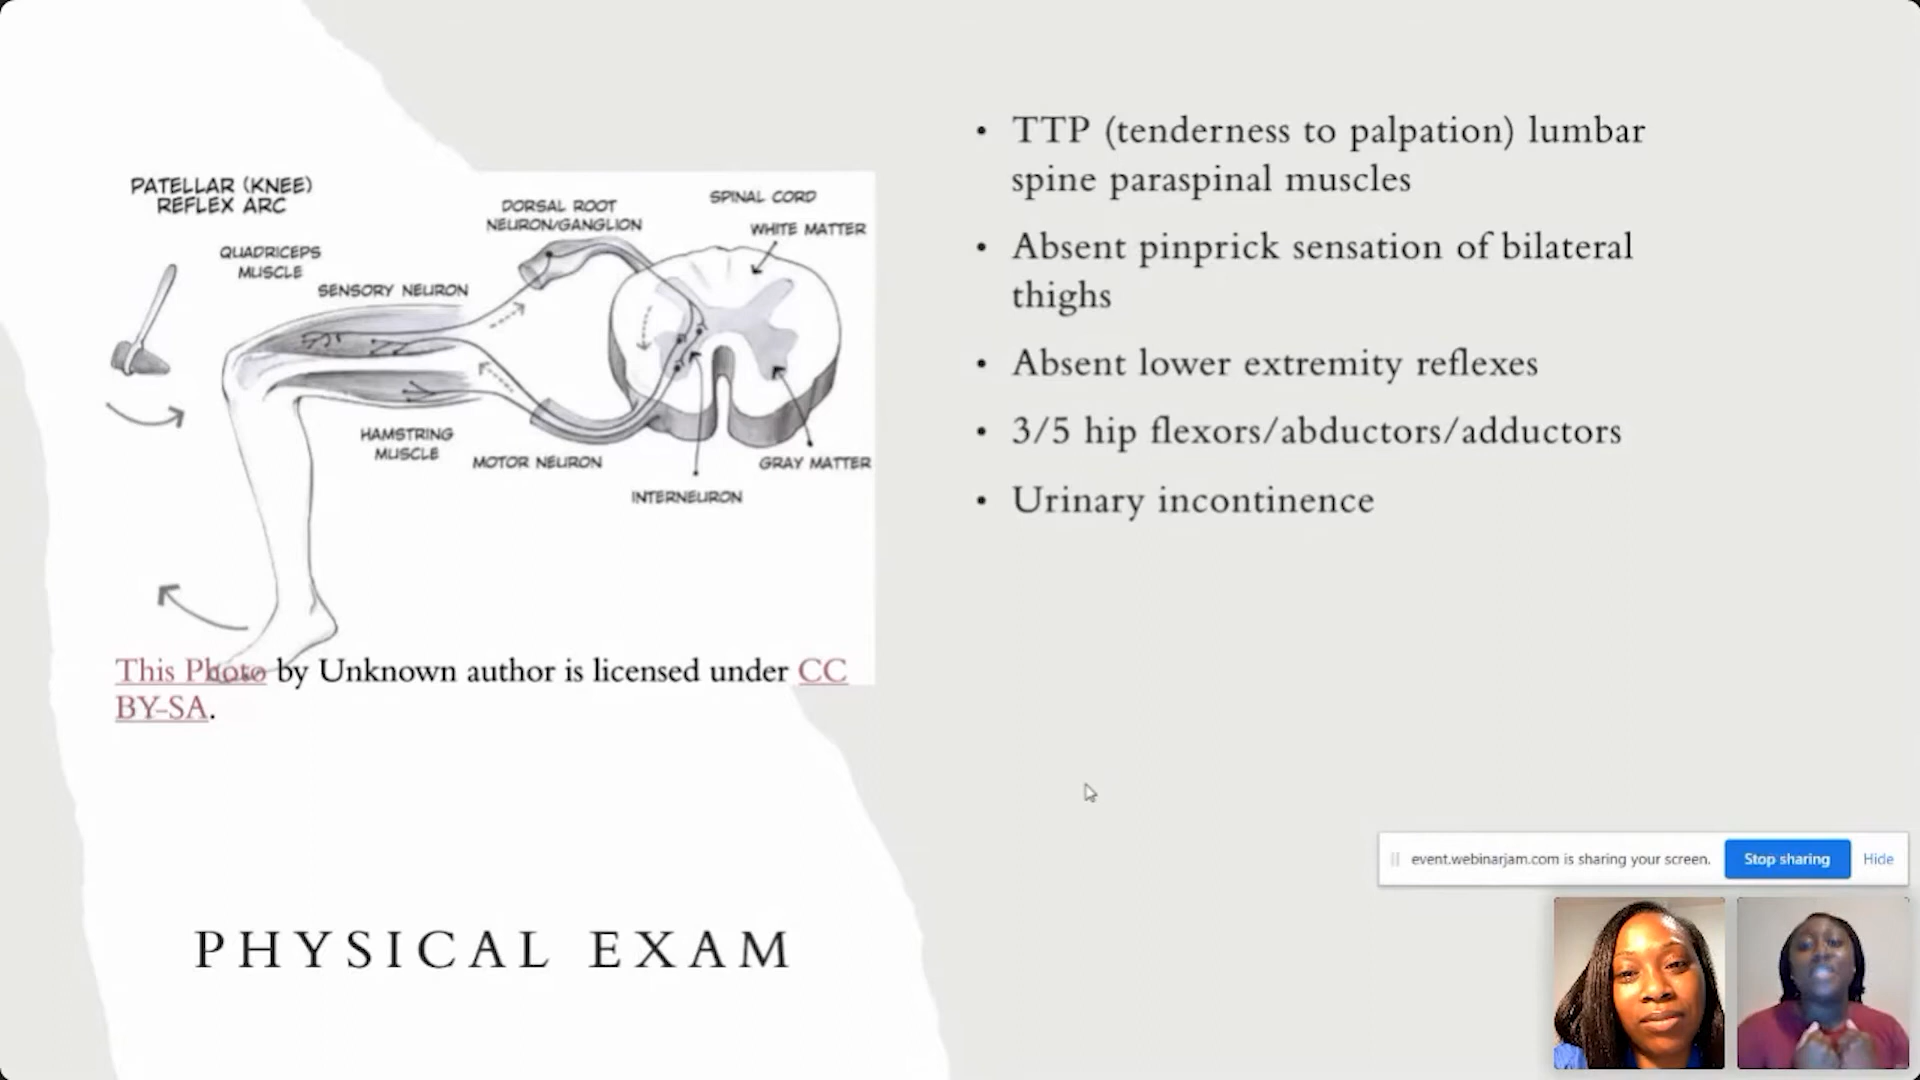 PATELLAR (KNEE)
REFLEX ARC
QUADRICEPS
MUSCLE
SENSORY NEURON
DORSAL ROOT
NEURON/GANGLION
SPINAL CORD
WHITE MATTER
HAMSTRING
MUSCLE
MOTOR NEURON
INTERNEURON
GRAY MATTER
This Photo by Unknown author is licensed under CC
BY-SA.
PHYSICAL EXAM
• TTP (tenderness to palpation) lumbar
spine paraspinal muscles
• Absent pinprick sensation of bilateral
thighs
• Absent lower extremity reflexes
• 3/5 hip flexors/abductors/adductors
• Urinary incontinence
event.webinarjam.com is sharing your screen. Stop sharing Hide